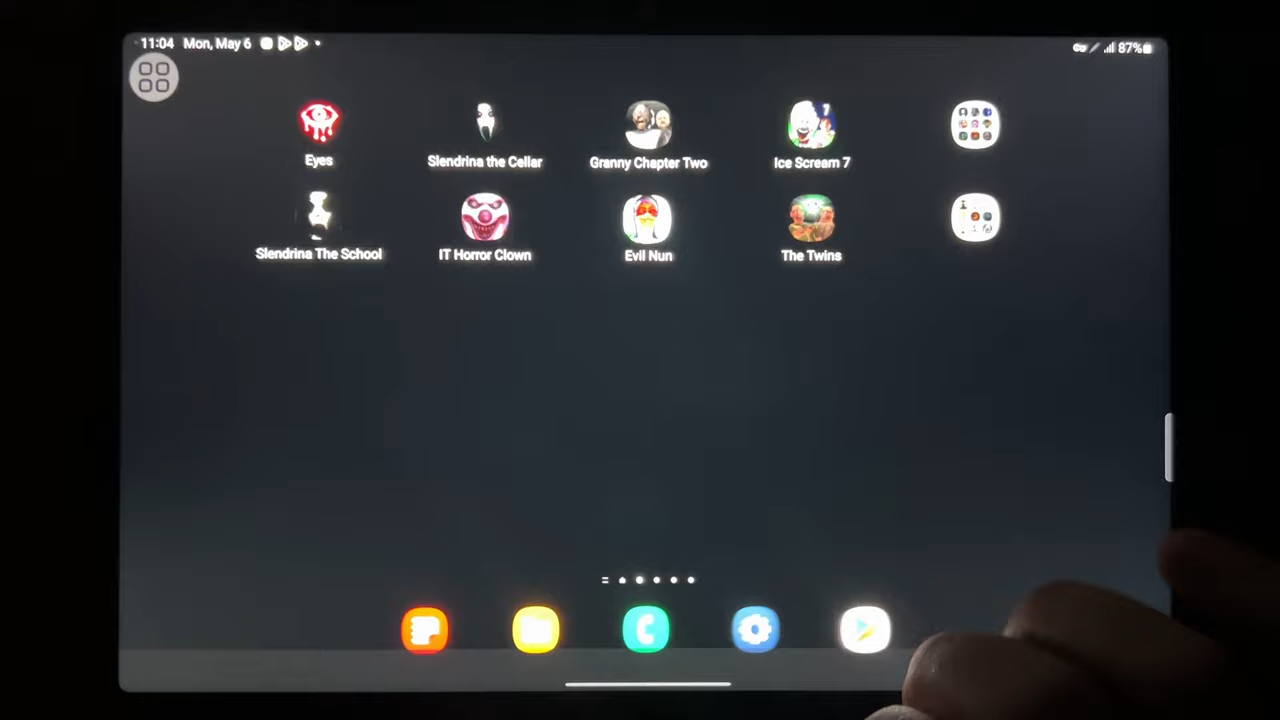 11:04 Mon, May 6
87%
Eyes
Slendrina the Cellar
Granny Chapter Two
Ice Scream 7
Slendrina The School
IT Horror Clown
Evil Nun
The Twins